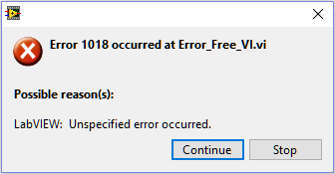 Error 1018 occurred at Error_Free_VI.vi
Possible reason(s):
LabVIEW:  Unspecified error occurred.
Continue
Stop